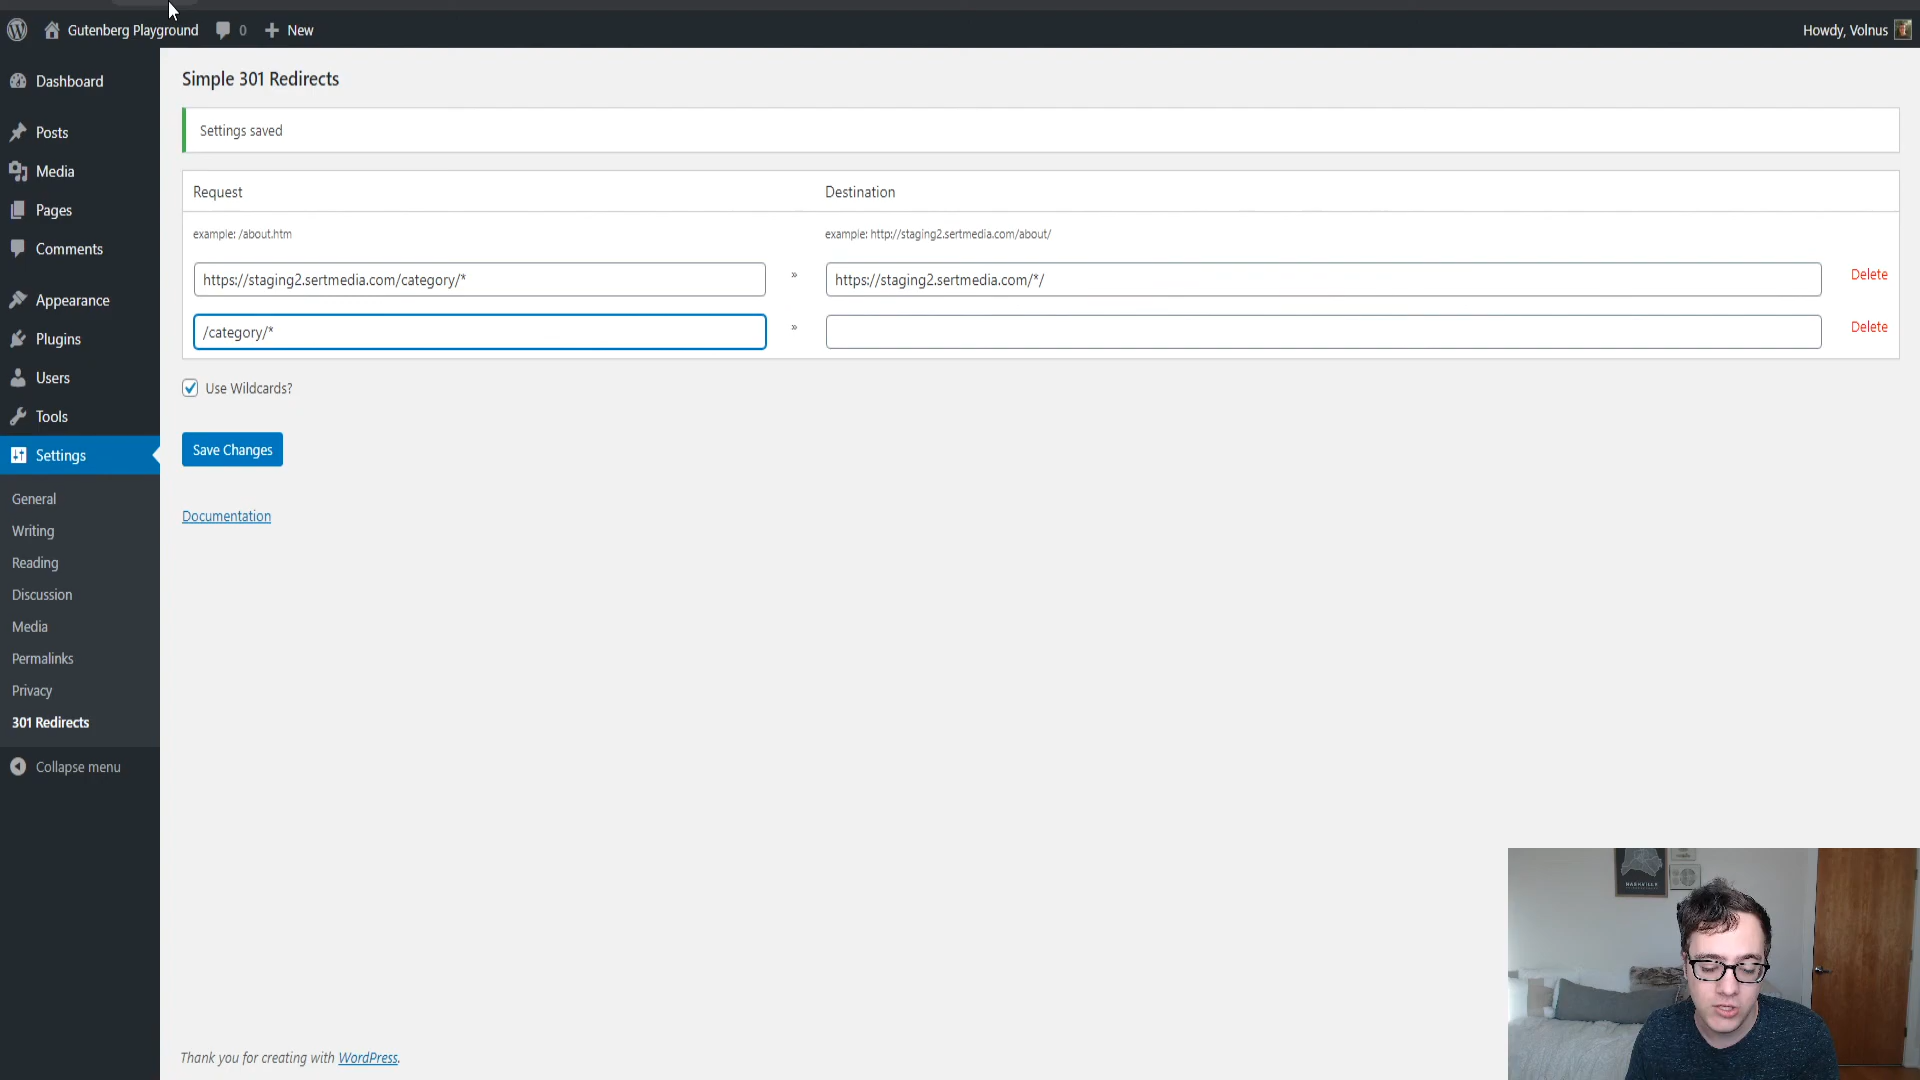 Gutenberg Playground 0 New Howdy, Volnus
Dashboard
Posts
Media
Pages
Comments
Appearance
Plugins
Users
Tools
Settings
General
Writing
Reading
Discussion
Media
Permalinks
Privacy
301 Redirects
Collapse menu
Simple 301 Redirects
Settings saved
Request Destination
example: /about.htm example: http://staging2.sertmedia.com/about/
https://staging2.sertmedia.com/category/* » https://staging2.sertmedia.com/*/ Delete
/category/* » Delete
Use Wildcards?
Save Changes
Documentation
NASHVILLE
Thank you for creating with WordPress.